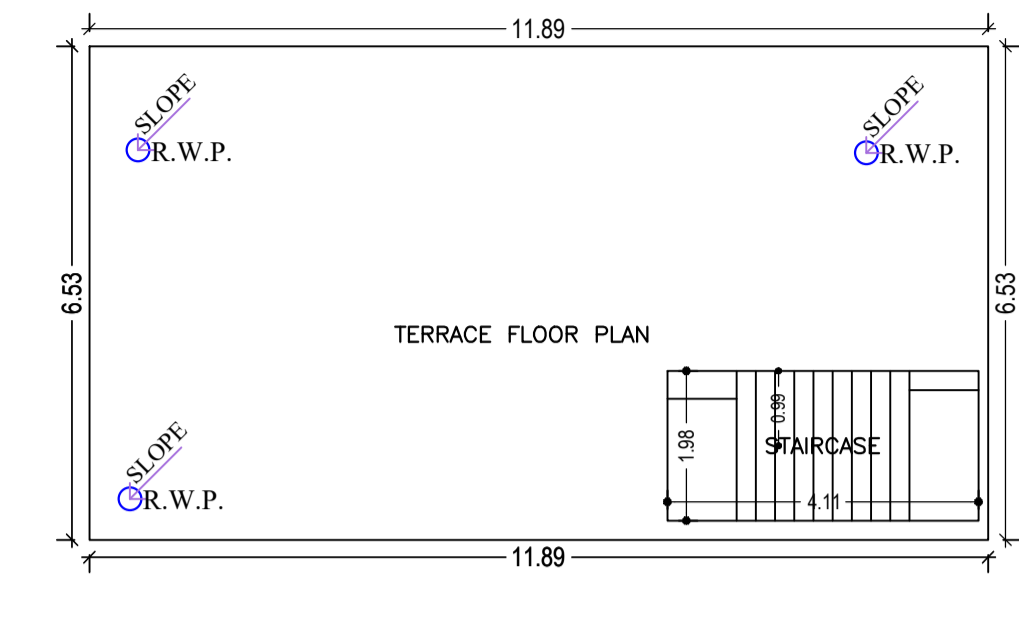 11.89
SLOPE
R.W.P.
SLOPE
R.W.P.
6.53
6.53
TERRACE FLOOR PLAN
0.99
1.98
STAIRCASE
4.11
SLOPE
R.W.P.
11.89